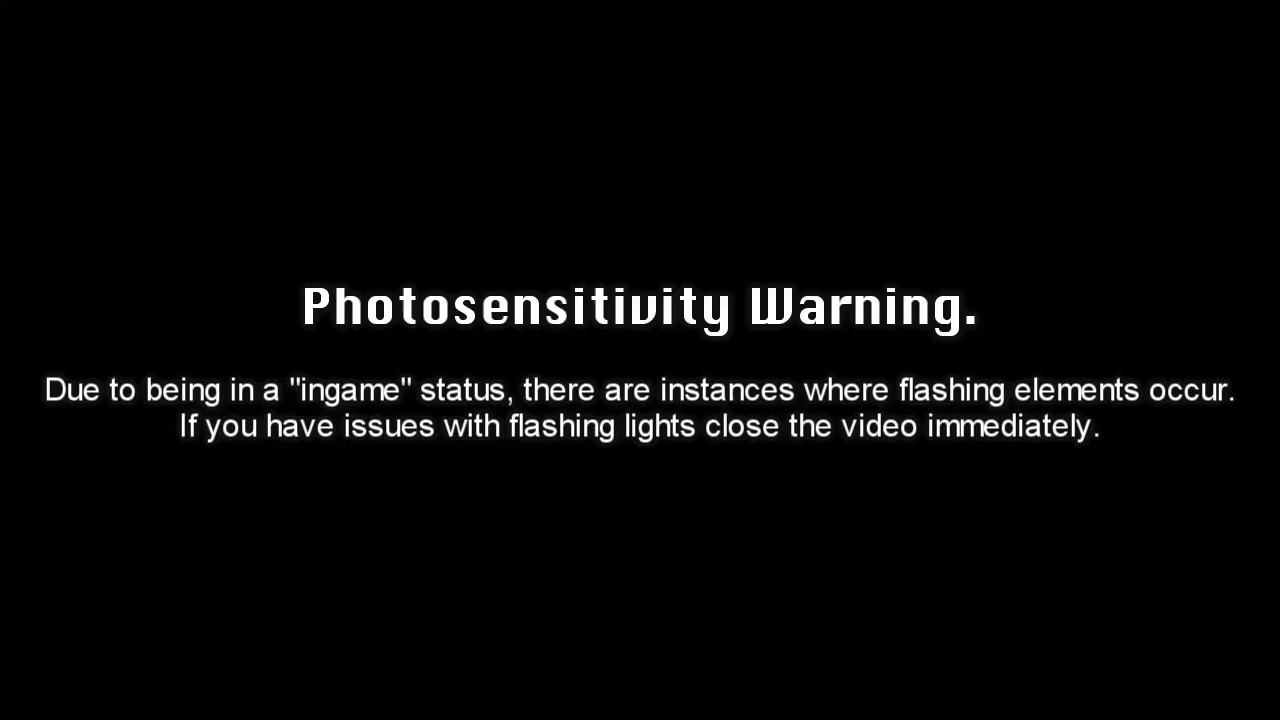 Photosensitivity Warning.
Due to being in a "ingame" status, there are instances where flashing elements occur.
If you have issues with flashing lights close the video immediately.